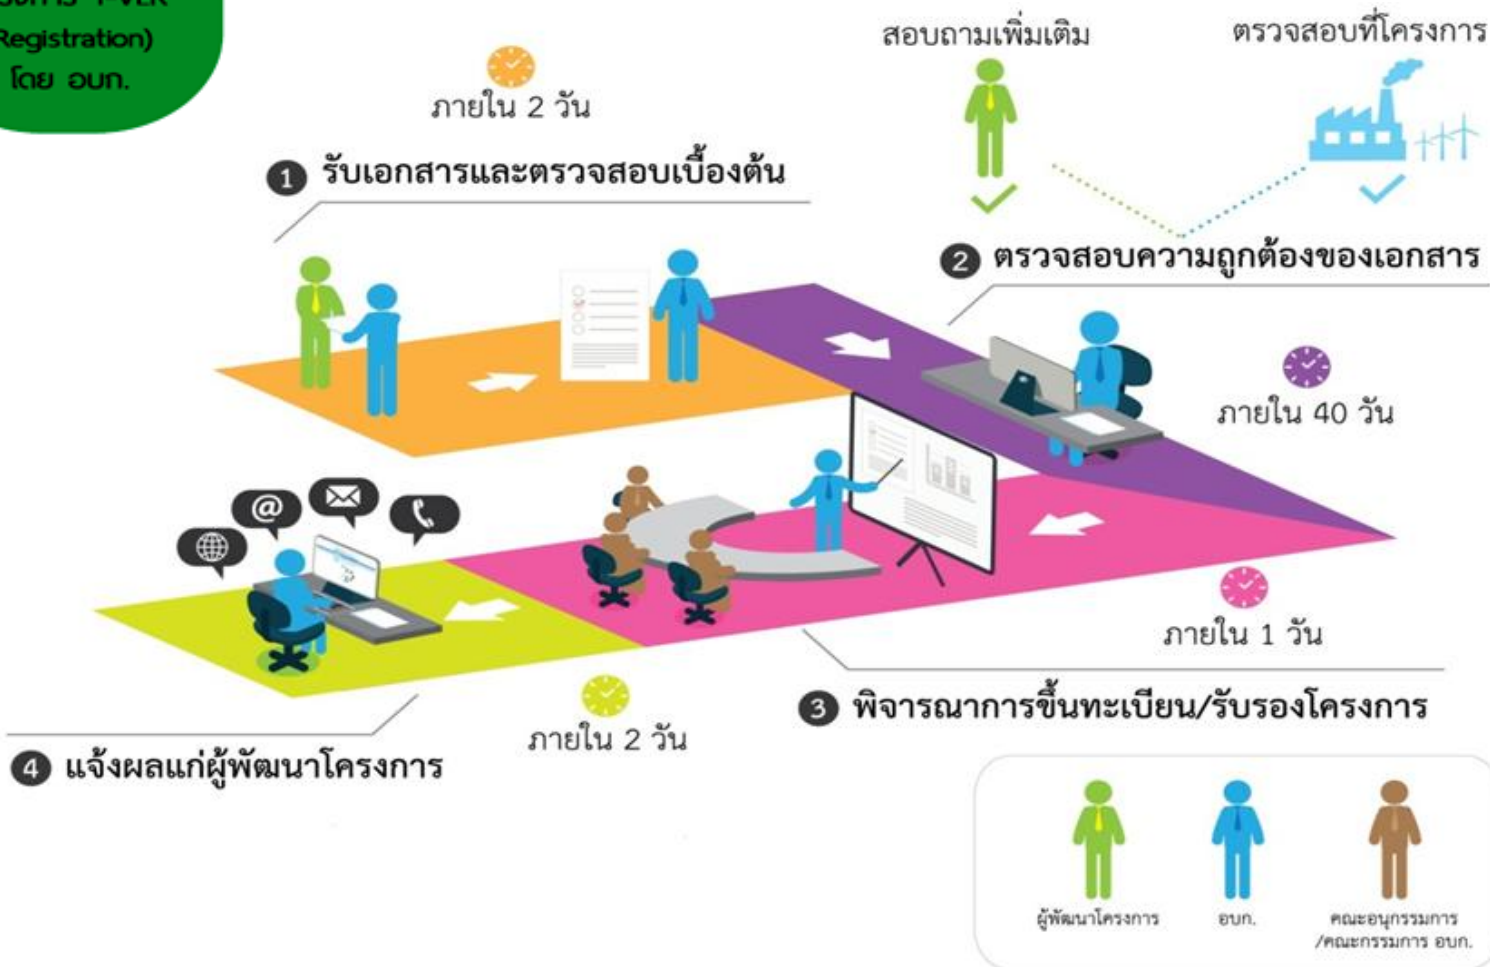 T-VER
Registration)
โดย อบก.
ภายใน 2 วัน
1 รับเอกสารและตรวจสอบเบื้องต้น
สอบถามเพิ่มเติม
ตรวจสอบที่โครงการ
2 ตรวจสอบความถูกต้องของเอกสาร
ภายใน 40 วัน
@
ภายใน 1 วัน
3 พิจารณาการขึ้นทะเบียน/รับรองโครงการ
ภายใน 2 วัน
4 แจ้งผลแก่ผู้พัฒนาโครงการ
ผู้พัฒนาโครงการ
อบก.
คณะอนุกรรมการ
/คณะกรรมการ อบก.